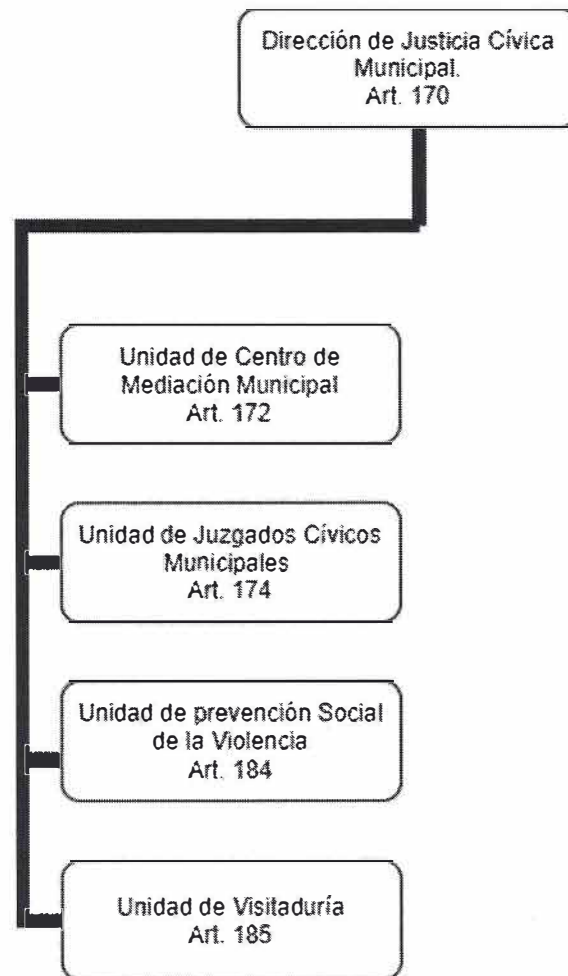 Dirección de Justicia Cívica
Municipal.
Art. 170
Unidad de Centro de
Mediación Municipal
Art. 172
Unidad de Juzgados Cívicos
Municipales
Art. 174
Unidad de prevención Social
de la Violencia
Art. 184
Unidad de Visitaduría
Art. 185